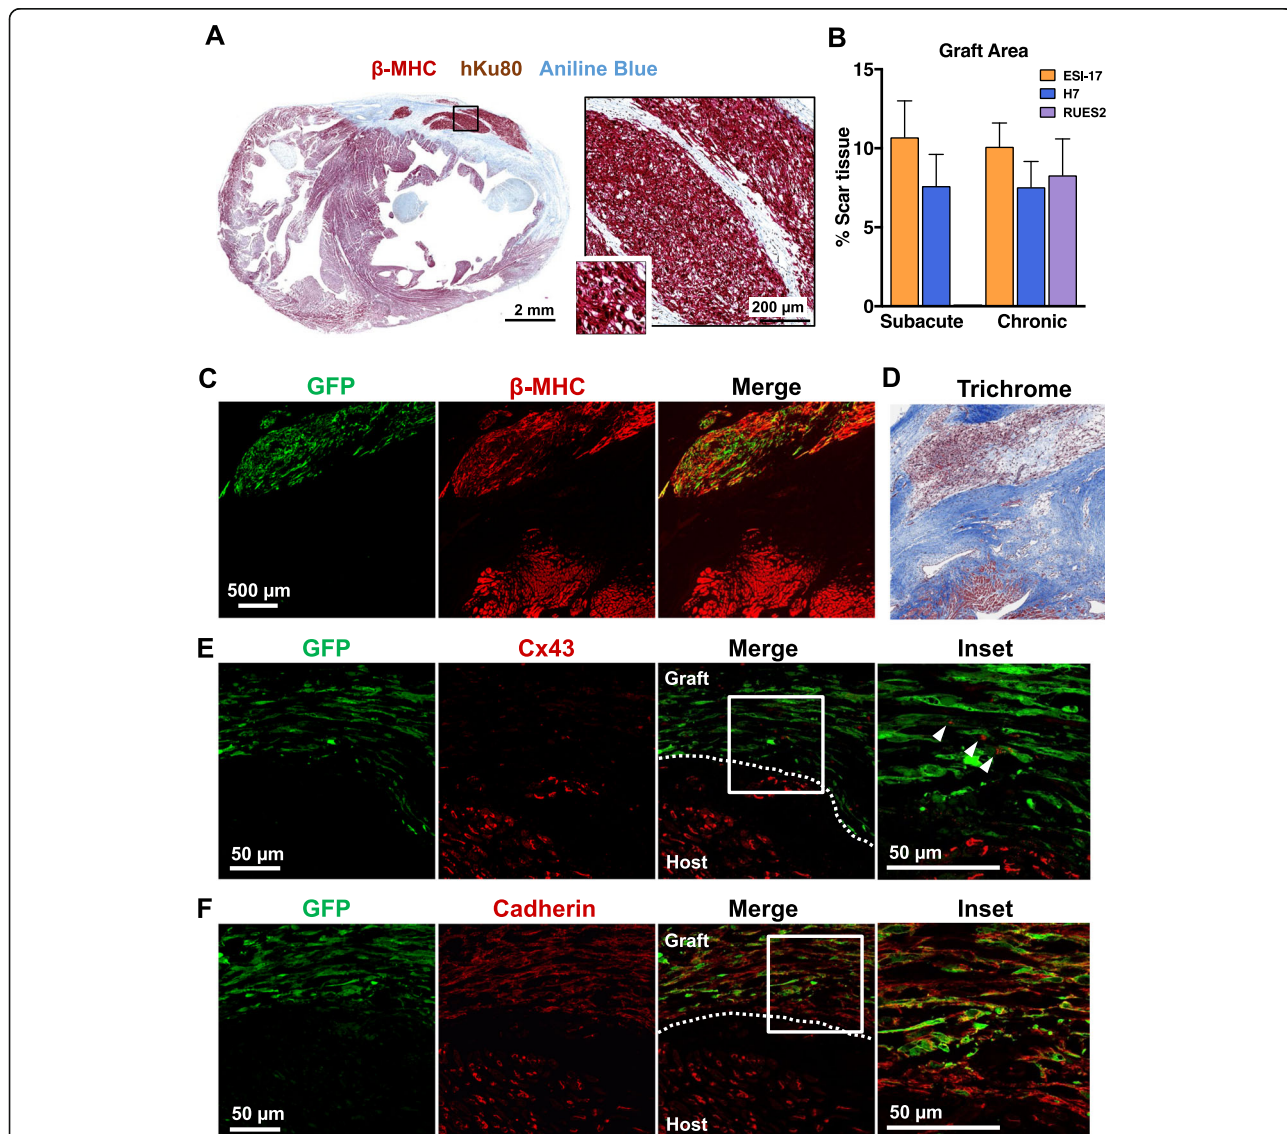 A
β-MHC hKu80 Aniline Blue
2 mm
200 µm
B
Graft Area
15
10
5
0
% Scar tissue
ESI-17
H7
RUES2
Subacute Chronic
C
GFP β-MHC Merge
500 µm
D
Trichrome
E
GFP Cx43 Merge Inset
Graft
Host
50 µm
50 µm
F
GFP Cadherin Merge Inset
Graft
Host
50 µm
50 µm